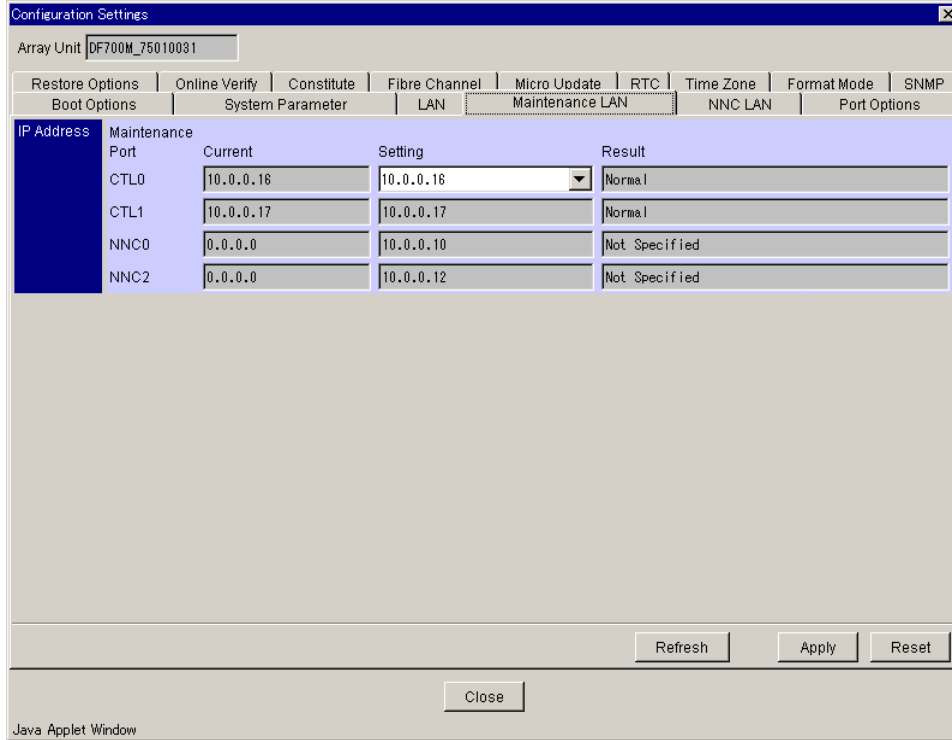 Configuration Settings
Array Unit DF700M_75010031
Restore Options Online Verify Constitute Fibre Channel Micro Update RTC Time Zone Format Mode SNMP
Boot Options System Parameter LAN Maintenance LAN NNC LAN Port Options
IP Address Maintenance
Port Current Setting Result
CTL0 10.0.0.16 10.0.0.16 Normal
CTL1 10.0.0.17 10.0.0.17 Normal
NNC0 0.0.0.0 10.0.0.10 Not Specified
NNC2 0.0.0.0 10.0.0.12 Not Specified
Refresh Apply Reset
Close
Java Applet Window